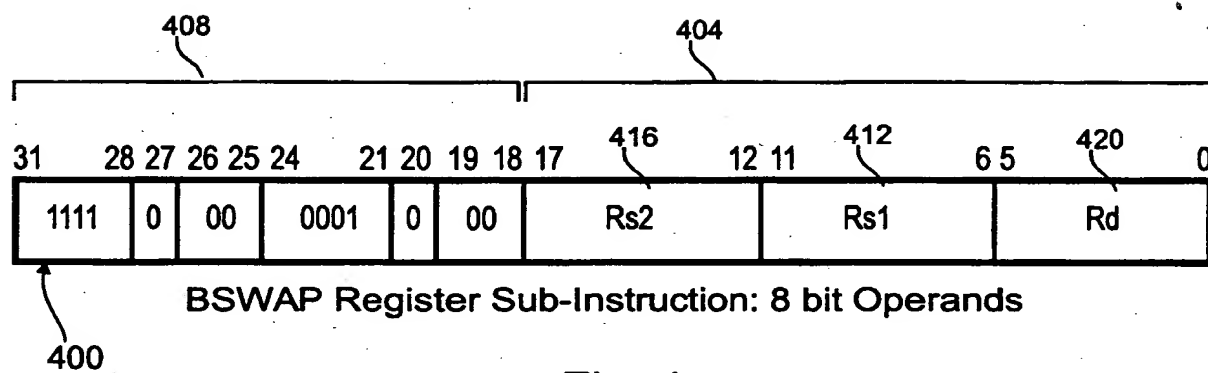 408 404
416 412 420
31 28 27 26 25 24 21 20 19 18 17 12 11 6 5 0
1111 0 00 0001 0 00 Rs2 Rs1 Rd
BSWAP Register Sub-Instruction: 8 bit Operands
400